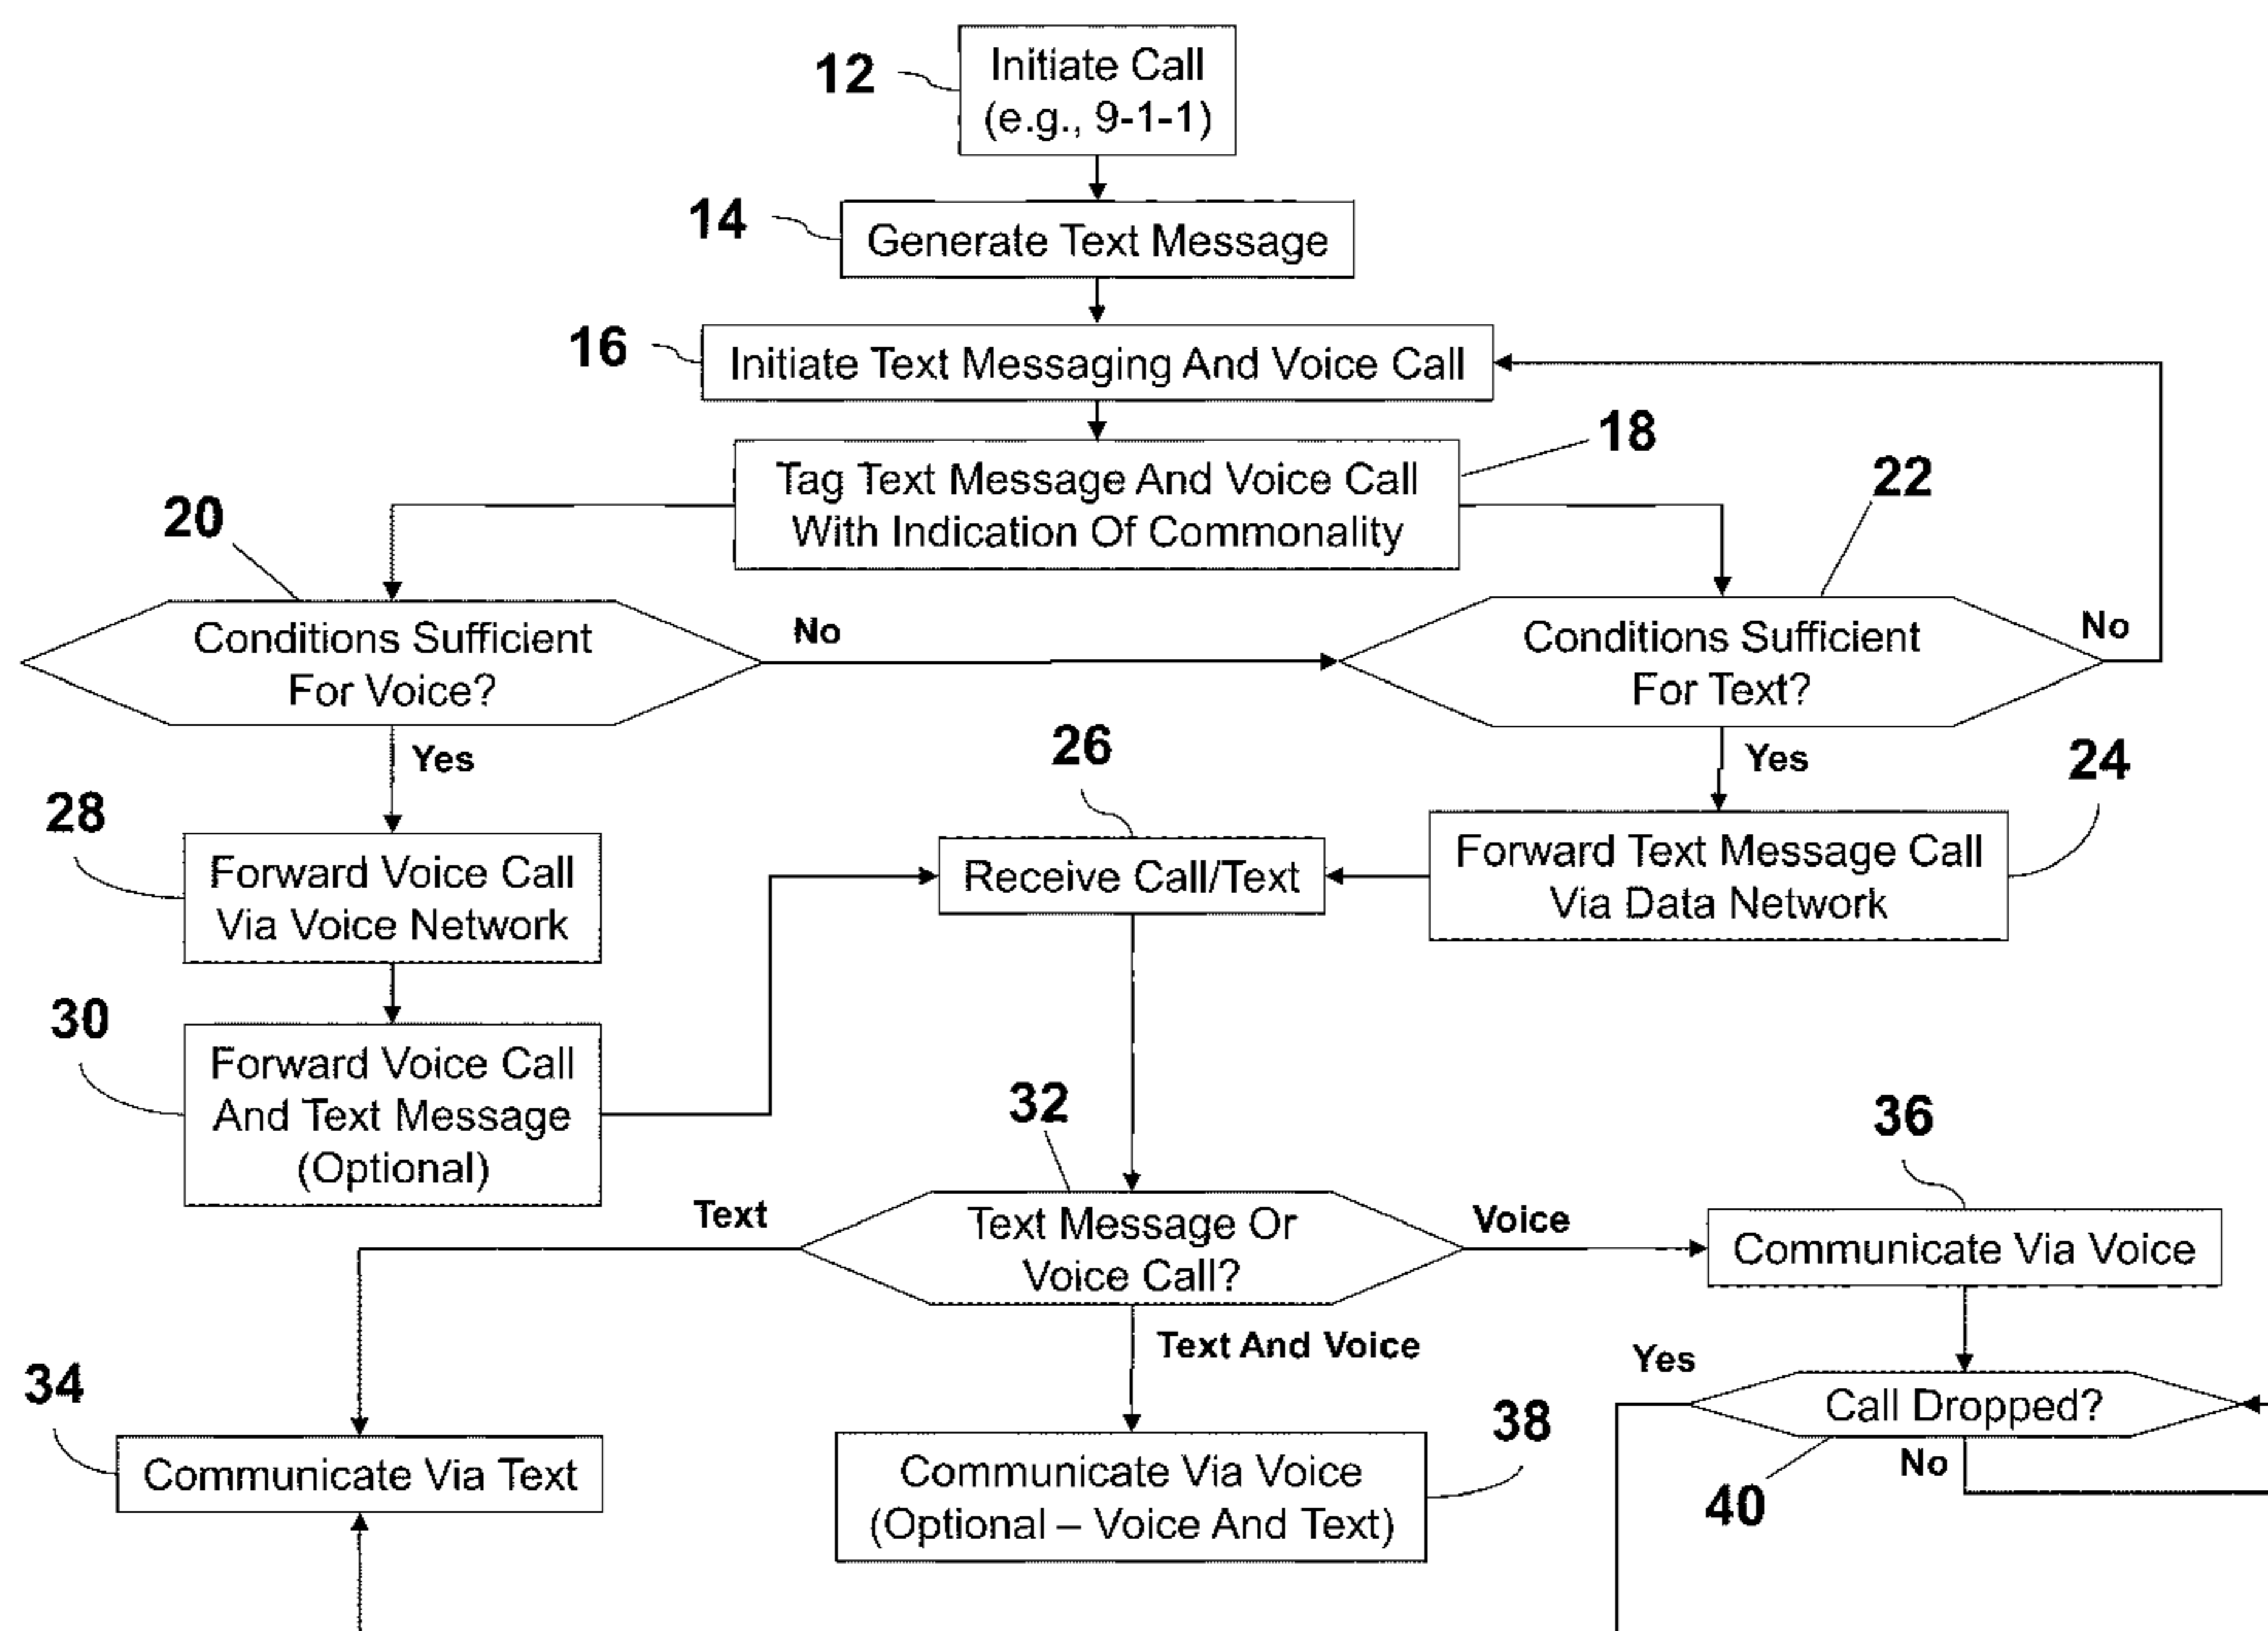 12
Initiate Call
(e.g., 9-1-1)
14
Generate Text Message
16
Initiate Text Messaging And Voice Call
18
Tag Text Message And Voice Call
With Indication Of Commonality
20
22
Conditions Sufficient
For Voice?
No
Conditions Sufficient
For Text?
No
Yes
Yes
26
24
28
Forward Voice Call
Via Voice Network
Receive Call/Text
Forward Text Message Call
Via Data Network
30
Forward Voice Call
And Text Message
(Optional)
32
36
Text
Text Message Or
Voice Call?
Voice
Communicate Via Voice
Text And Voice
Yes
34
Call Dropped?
38
No
40
Communicate Via Text
Communicate Via Voice
(Optional – Voice And Text)